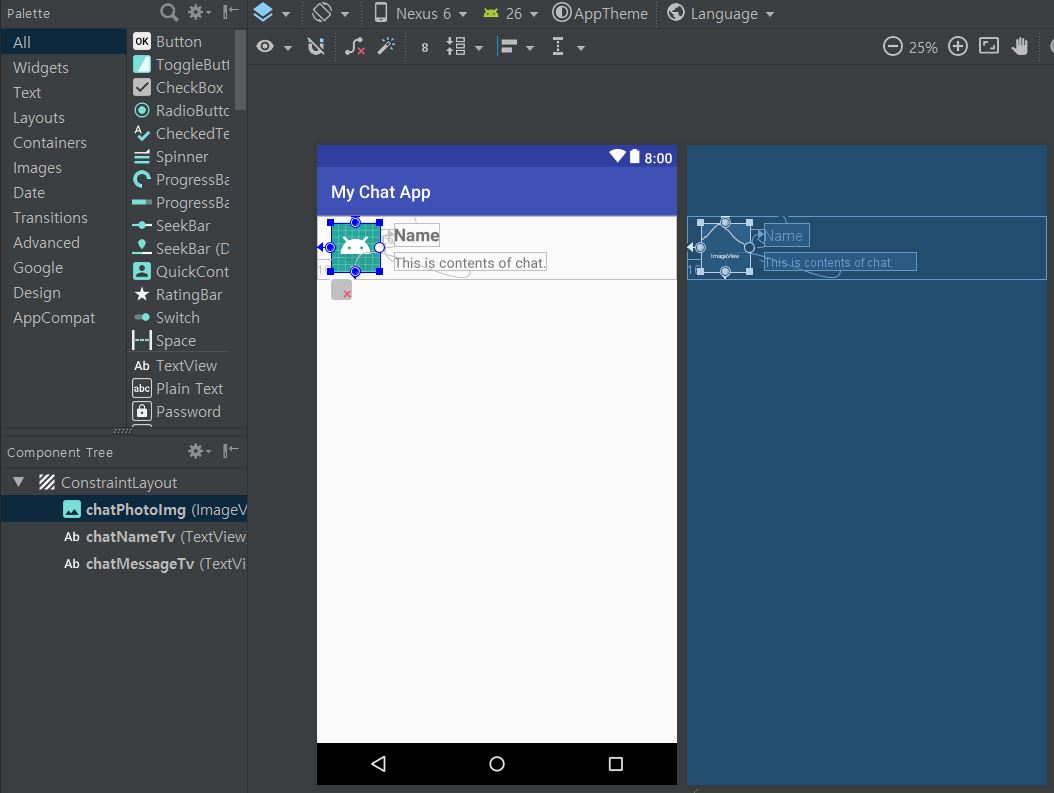 Palette
Nexus 6
26
AppTheme
Language
All
Widgets
Text
Layouts
Containers
Images
Date
Transitions
Advanced
Google
Design
AppCompat
OK Button
ToggleButt
CheckBox
RadioButto
CheckedTe
Spinner
ProgressBa
ProgressBa
SeekBar
SeekBar (D
QuickCont
RatingBar
Switch
Space
Ab TextView
abc Plain Text
Password
8
25%
8:00
My Chat App
Name
This is contents of chat.
ImageView
Name
This is contents of chat.
Component Tree
ConstraintLayout
chatPhotoImg (ImageV
Ab chatNameTv (TextView
Ab chatMessageTv (TextVi